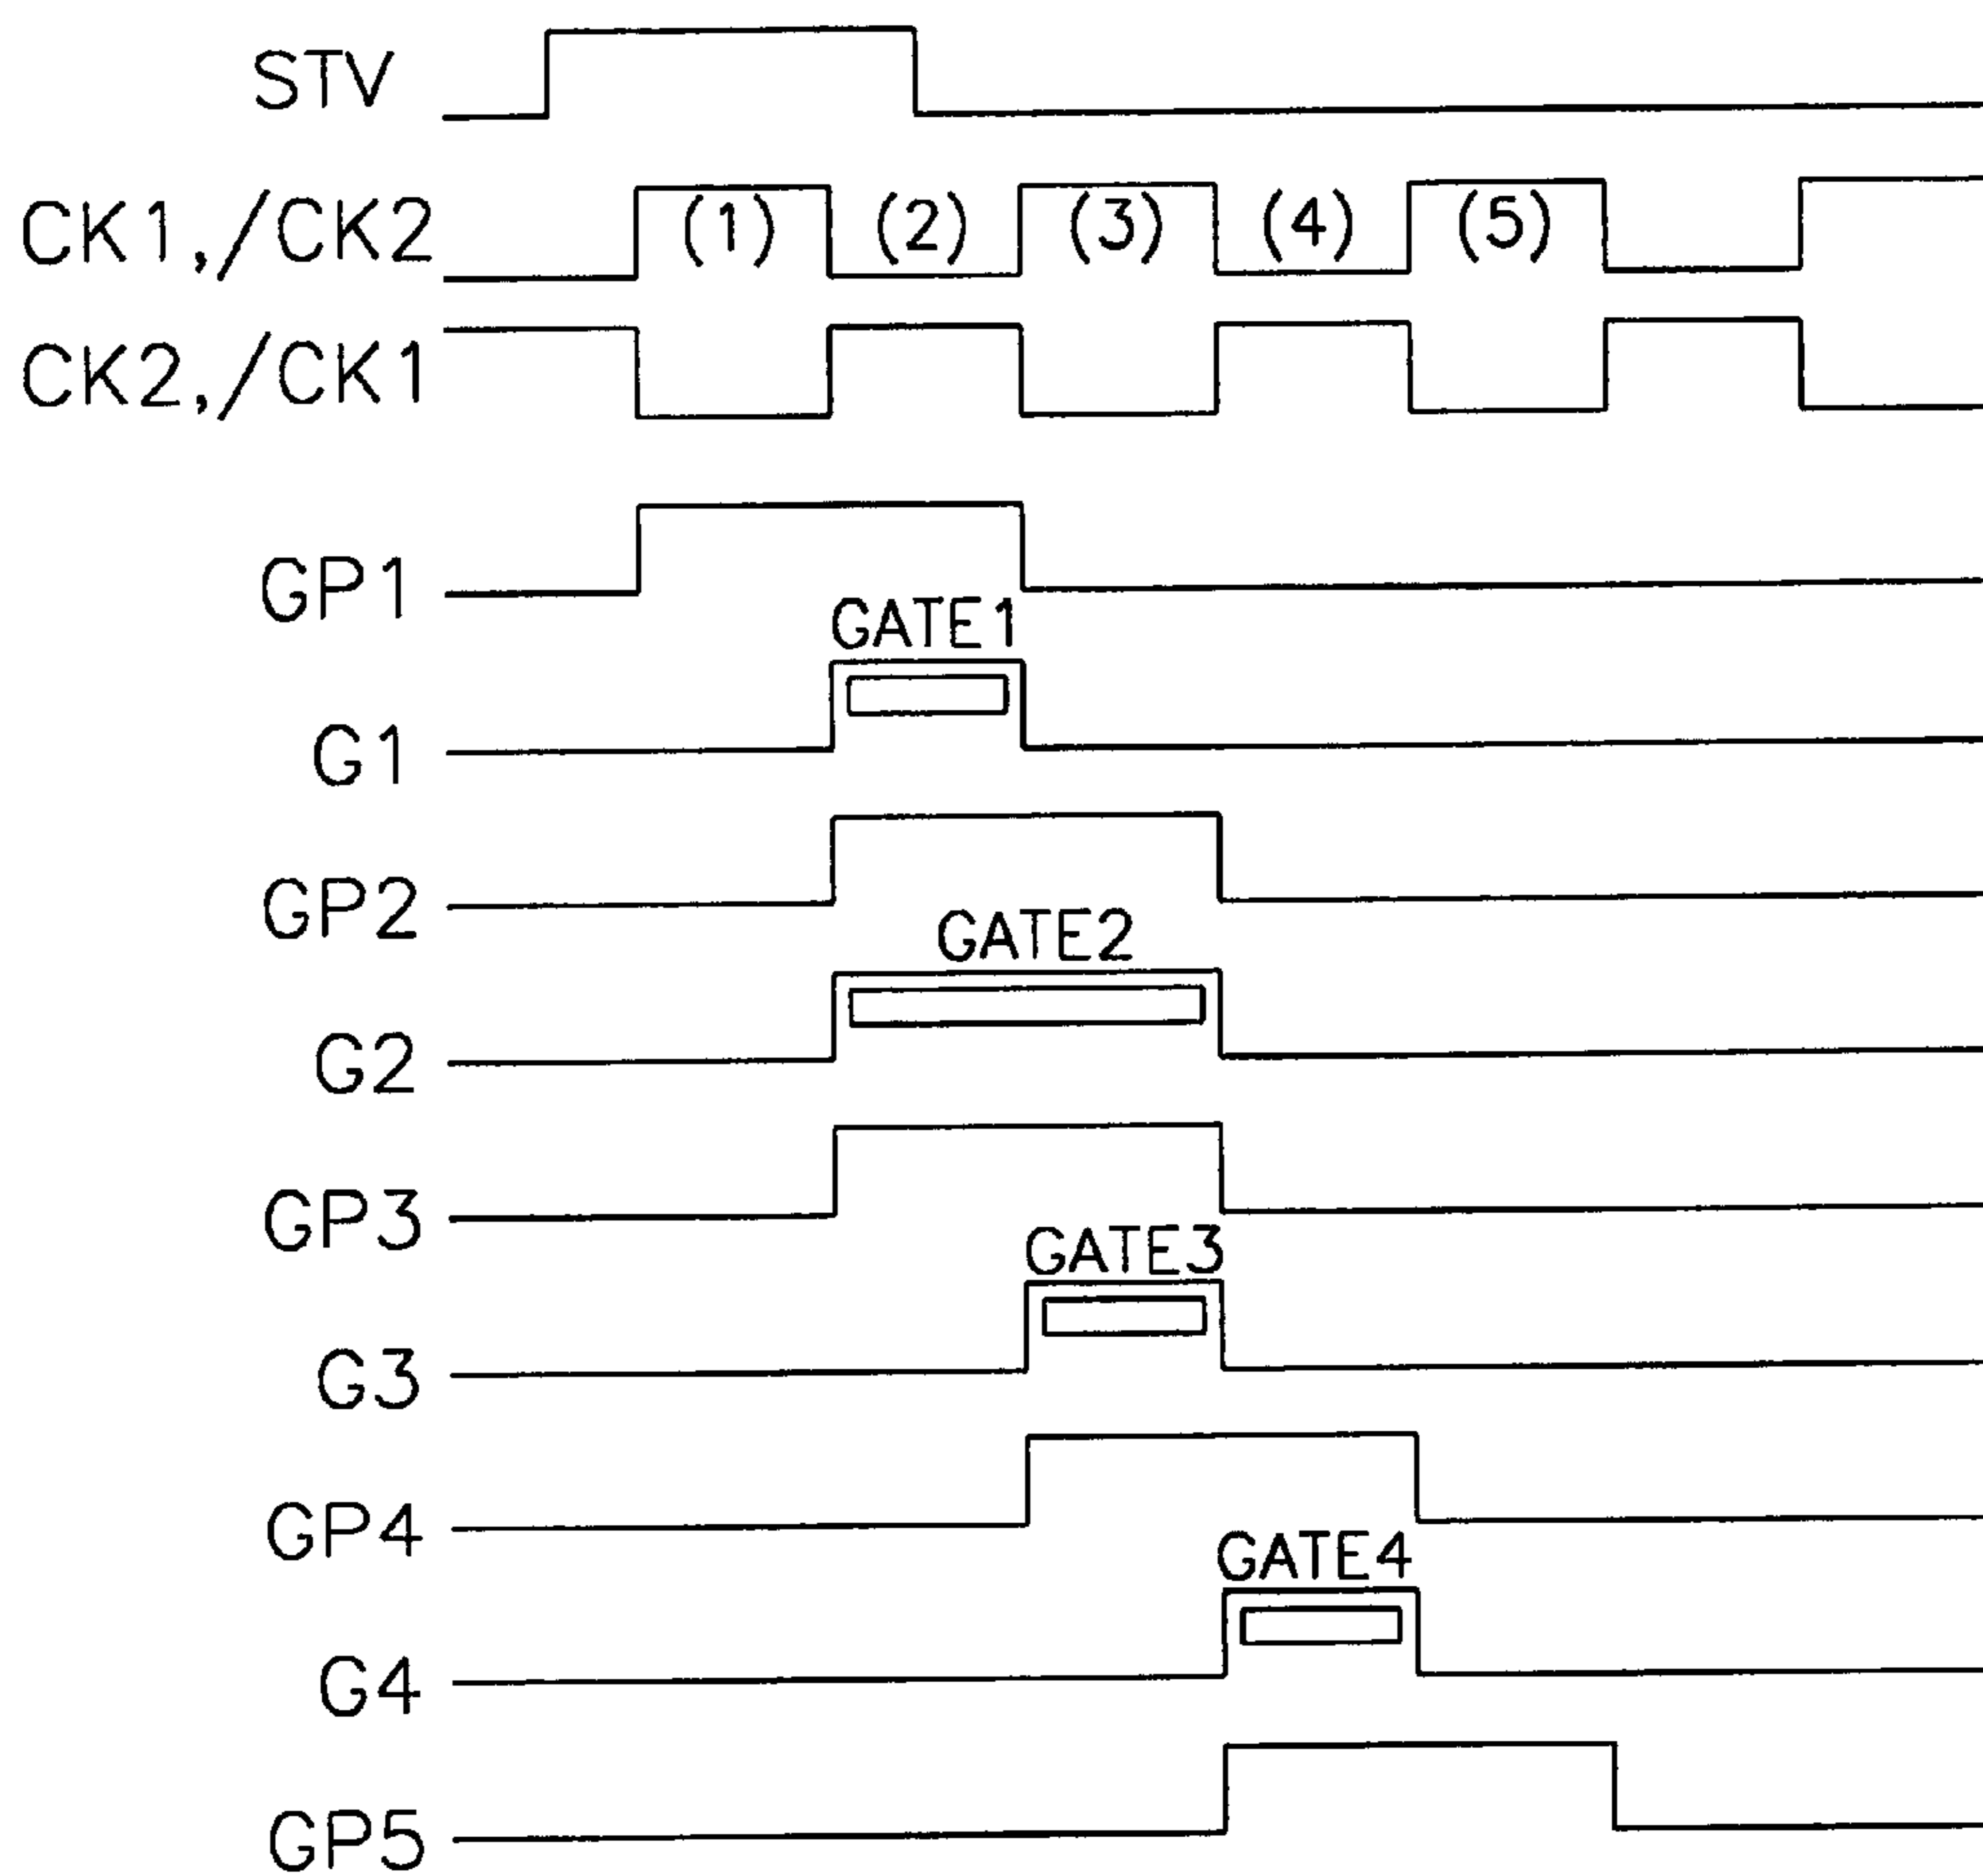 STV
CK1,/CK2 (1) (2) (3) (4) (5)
CK2,/CK1
GP1
GATE1
G1
GP2
GATE2
G2
GP3
GATE3
G3
GP4
GATE4
G4
GP5